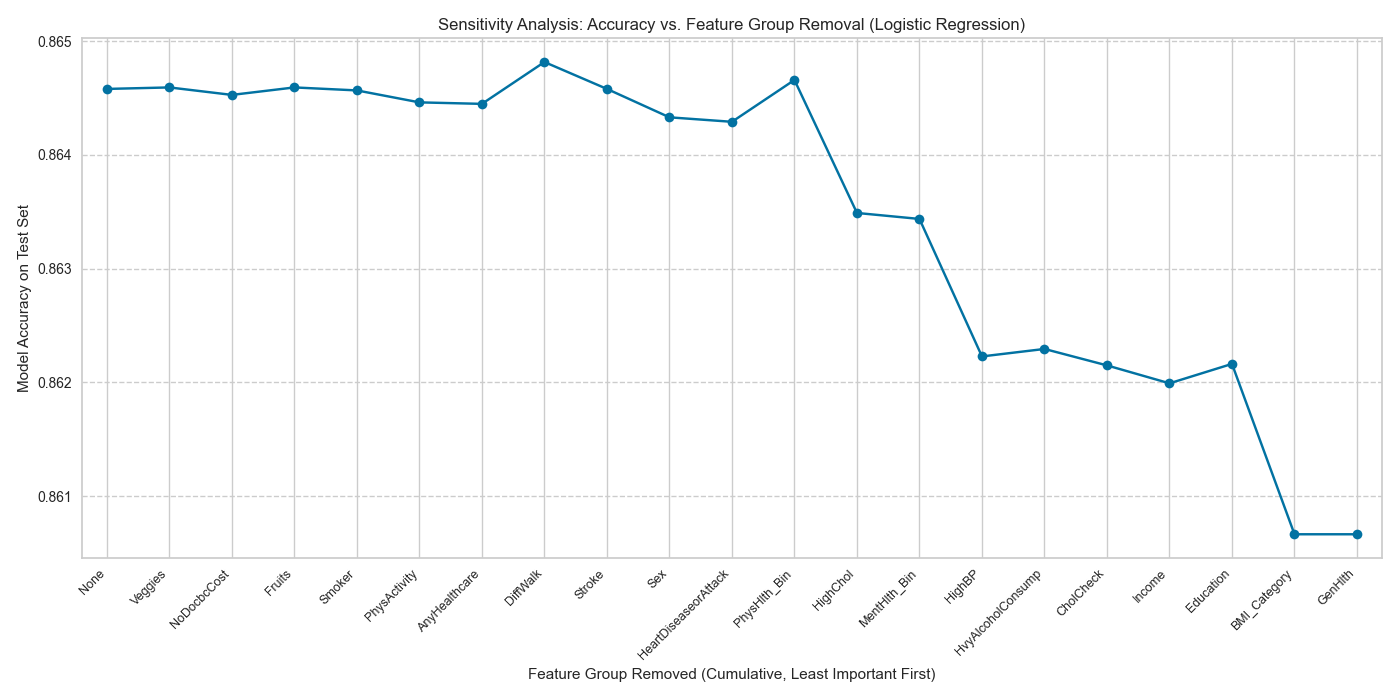 Sensitivity Analysis: Accuracy vs. Feature Group Removal (Logistic Regression)
0.865
0.864
0.863
0.862
0.861
Model Accuracy on Test Set
None
Veggies
NoDocbcCost
Fruits
Smoker
PhysActivity
AnyHealthcare
DiffWalk
Stroke
Sex
HeartDiseaseorAttack
PhysHlth_Bin
HighChol
MentHlth_Bin
HighBP
HvyAlcoholConsump
CholCheck
Income
Education
BMI_Category
GenHlth
Feature Group Removed (Cumulative, Least Important First)